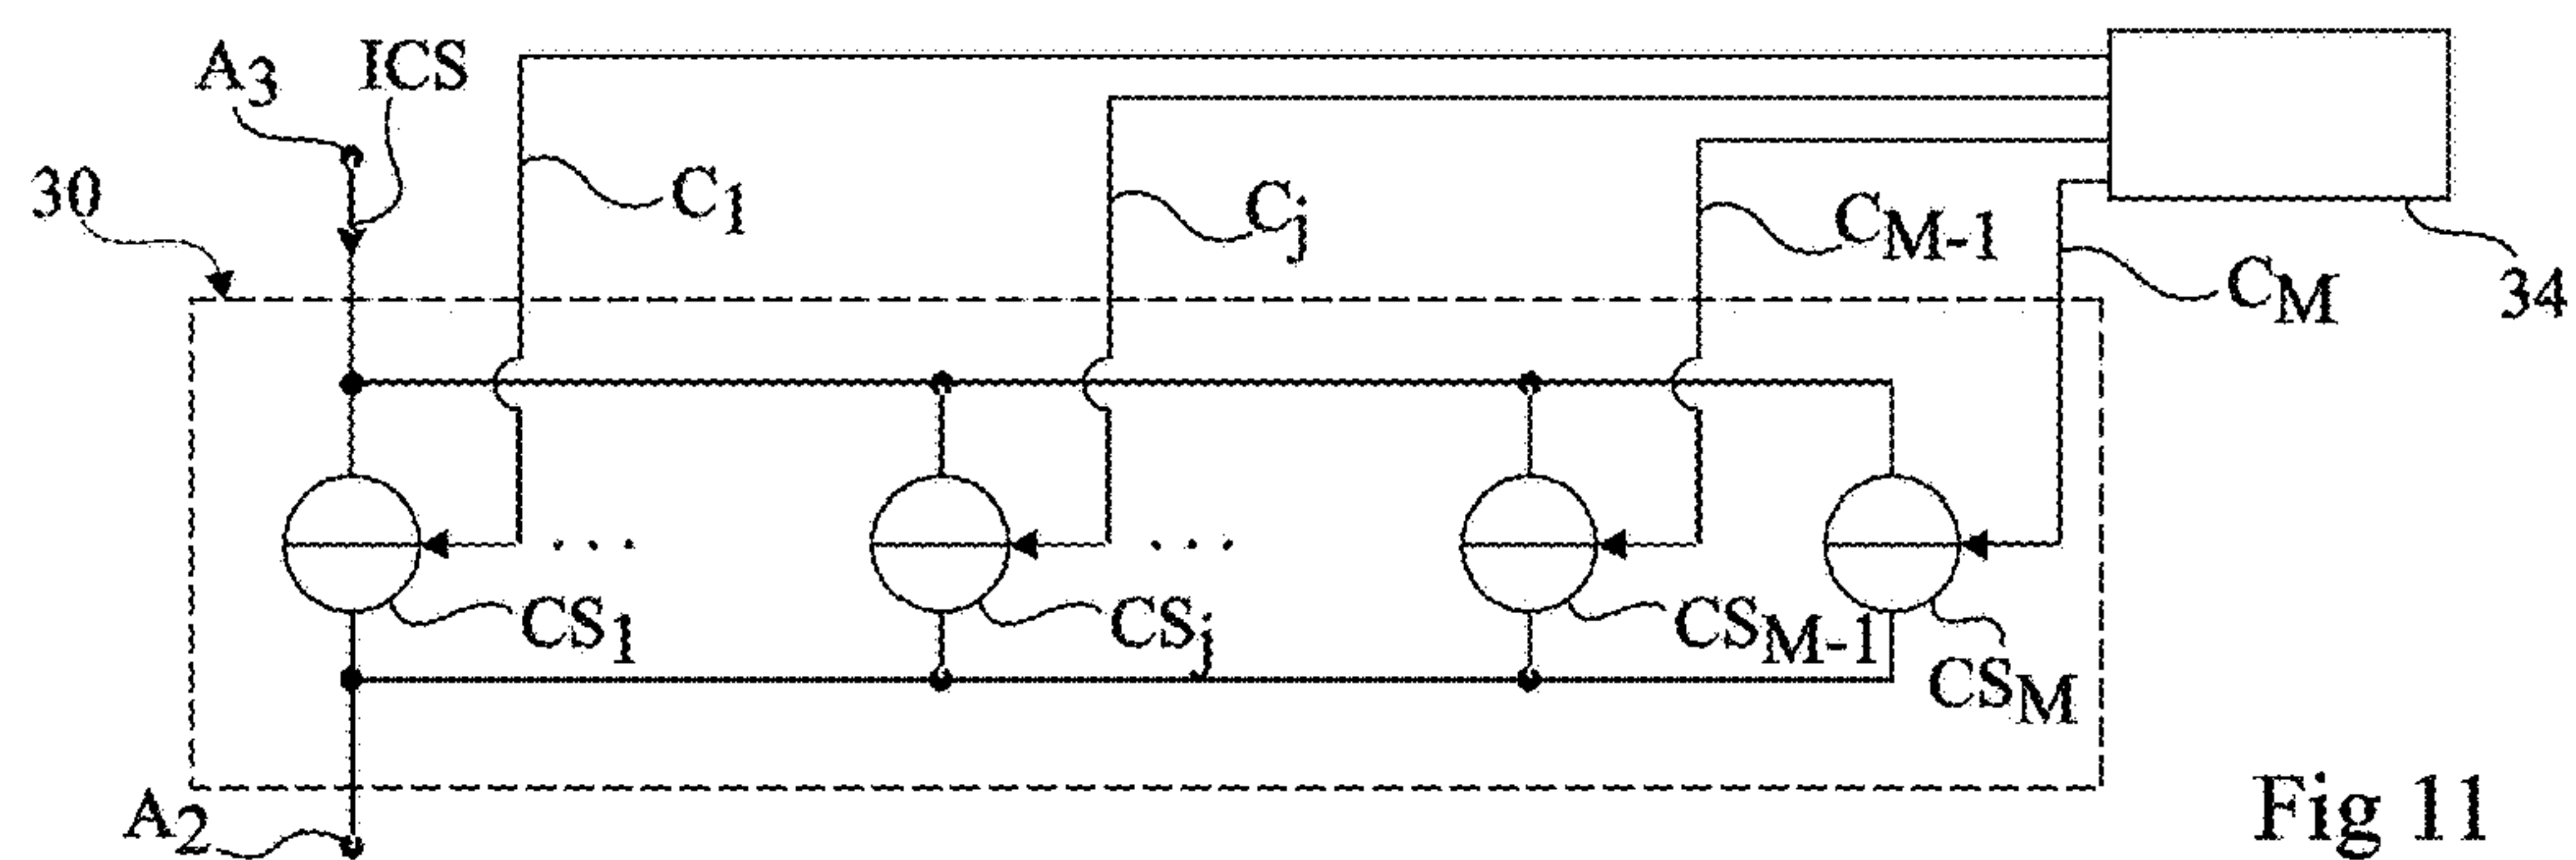 A3
ICS
30
C1
Cj
CM-1
CM
34
. . .
. . .
CS1
CSj
CSM-1
CSM
A2
Fig 11